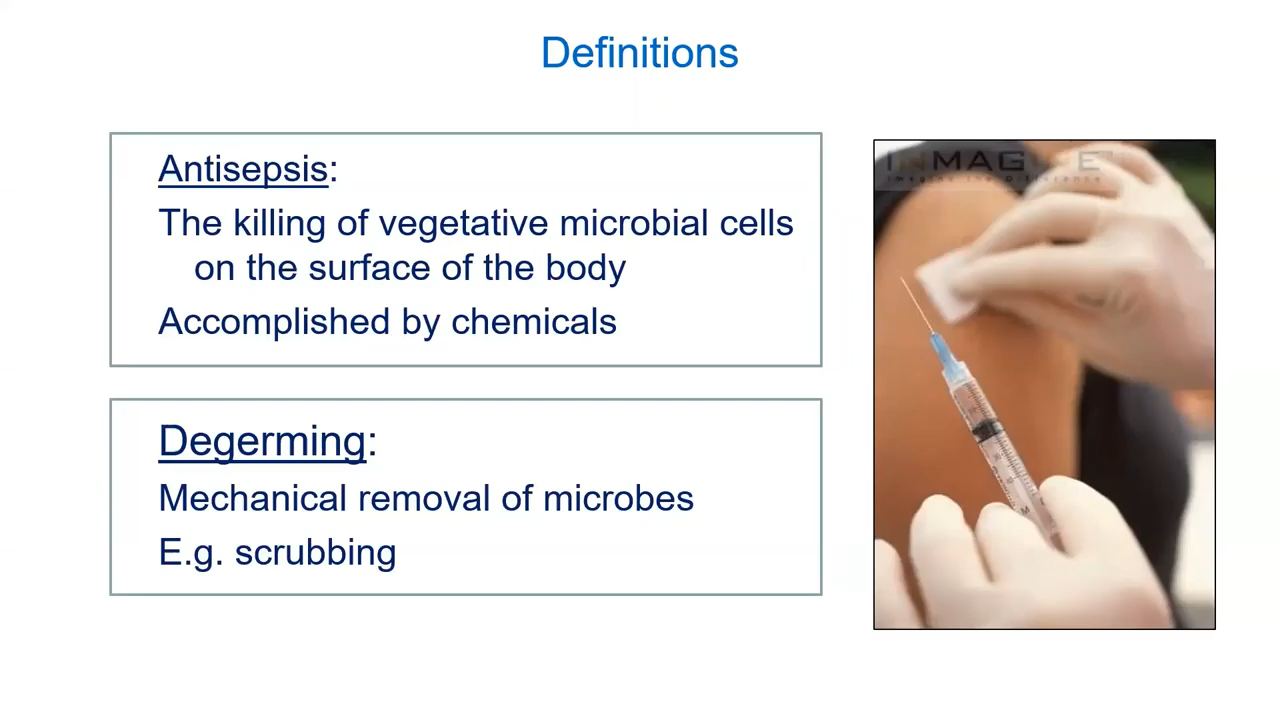 Definitions
Antisepsis:
The killing of vegetative microbial cells
on the surface of the body
Accomplished by chemicals
Degerming:
Mechanical removal of microbes
E.g. scrubbing